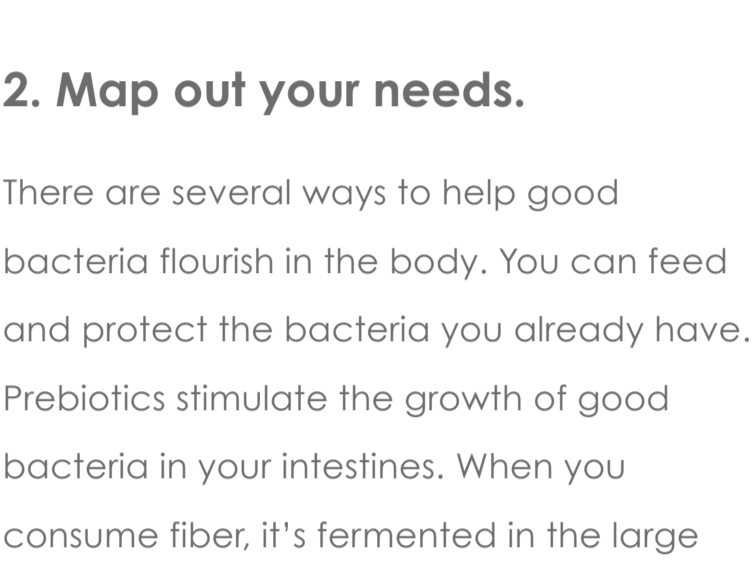 2. Map out your needs.
There are several ways to help good
bacteria flourish in the body. You can feed
and protect the bacteria you already have.
Prebiotics stimulate the growth of good
bacteria in your intestines. When you
consume fiber, it’s fermented in the large